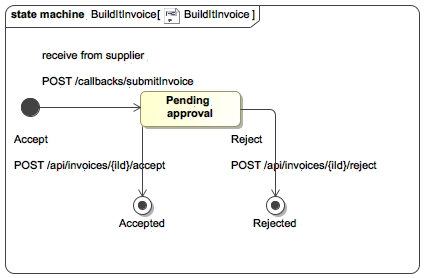 state machine BuildItInvoice[ BuildItInvoice ]
receive from supplier
POST /callbacks/submitInvoice
Pending
approval
Accept
Reject
POST /api/invoices/{iId}/accept
POST /api/invoices/{iId}/reject
Accepted
Rejected